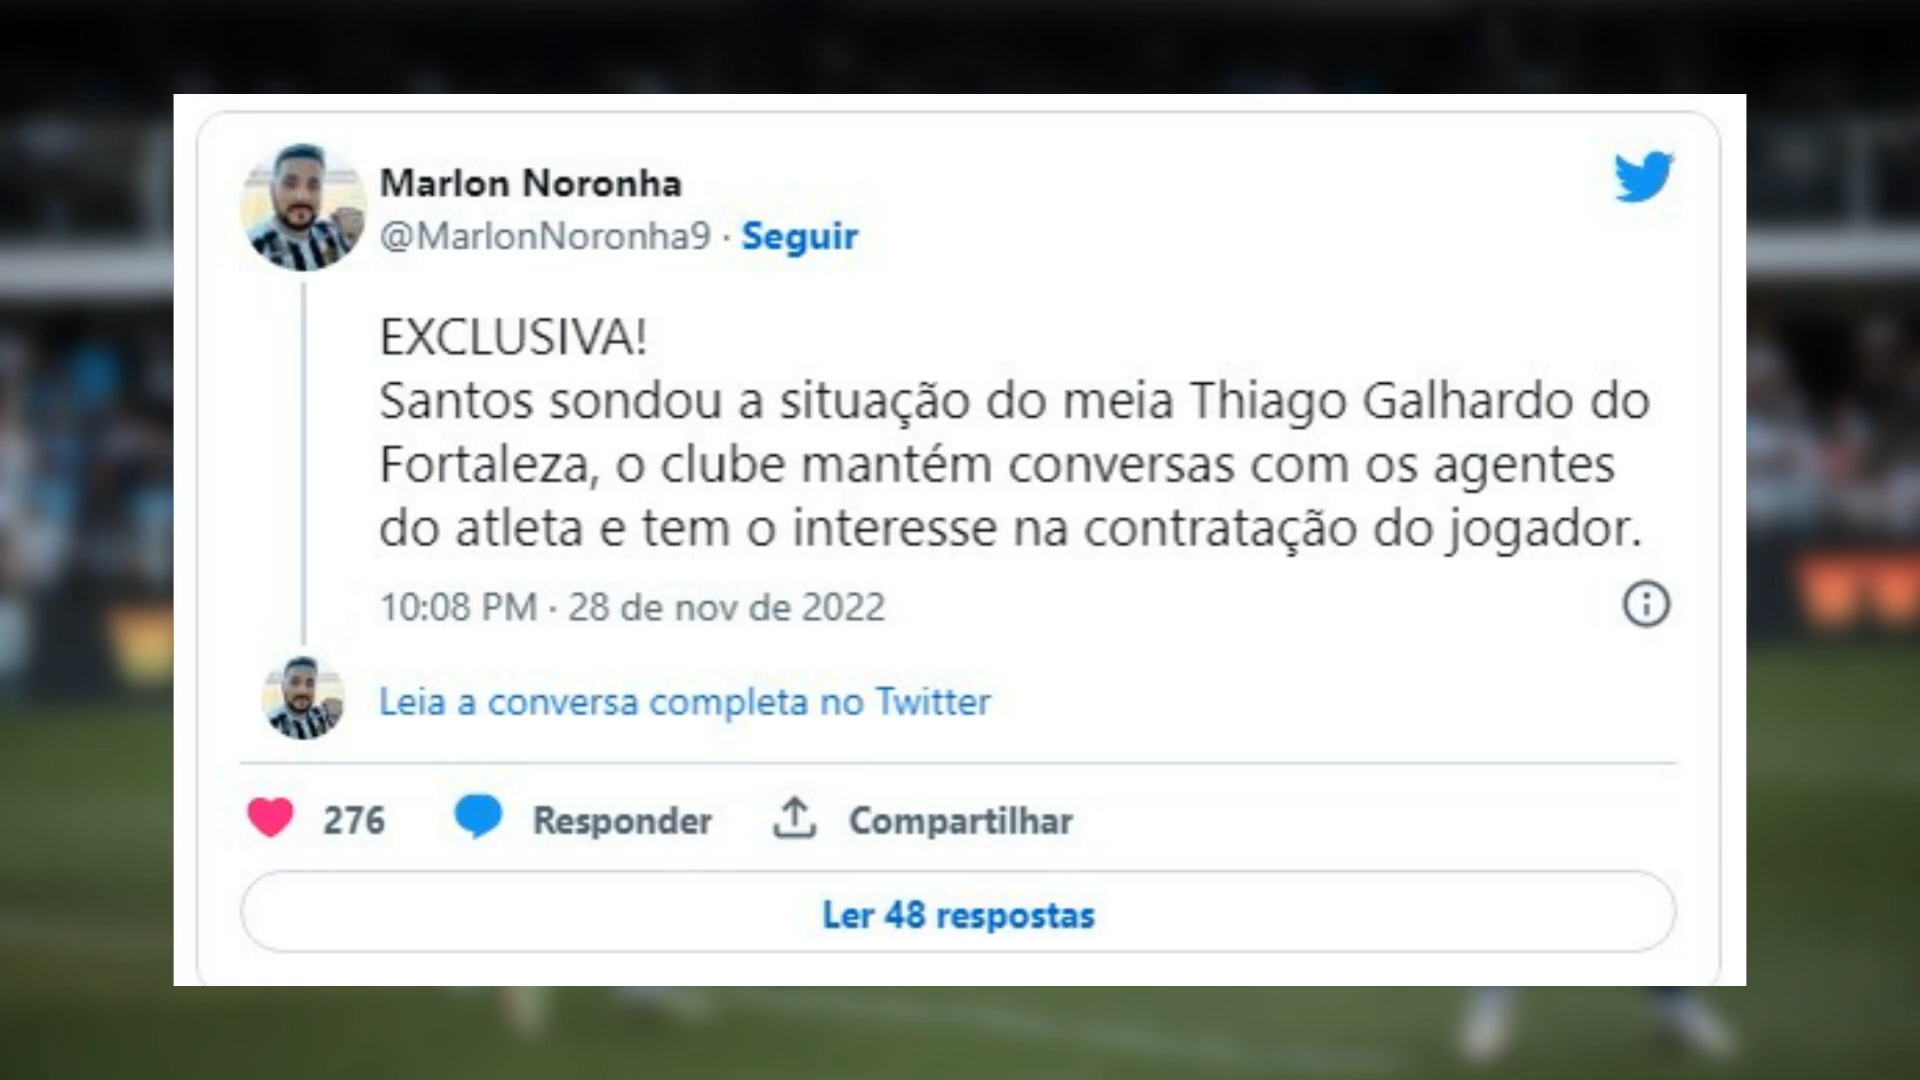 Marlon Noronha
@MarlonNoronha9 · Seguir
EXCLUSIVA!
Santos sondou a situação do meia Thiago Galhardo do
Fortaleza, o clube mantém conversas com os agentes
do atleta e tem o interesse na contratação do jogador.
10:08 PM · 28 de nov de 2022
Leia a conversa completa no Twitter
276 Responder Compartilhar
Ler 48 respostas